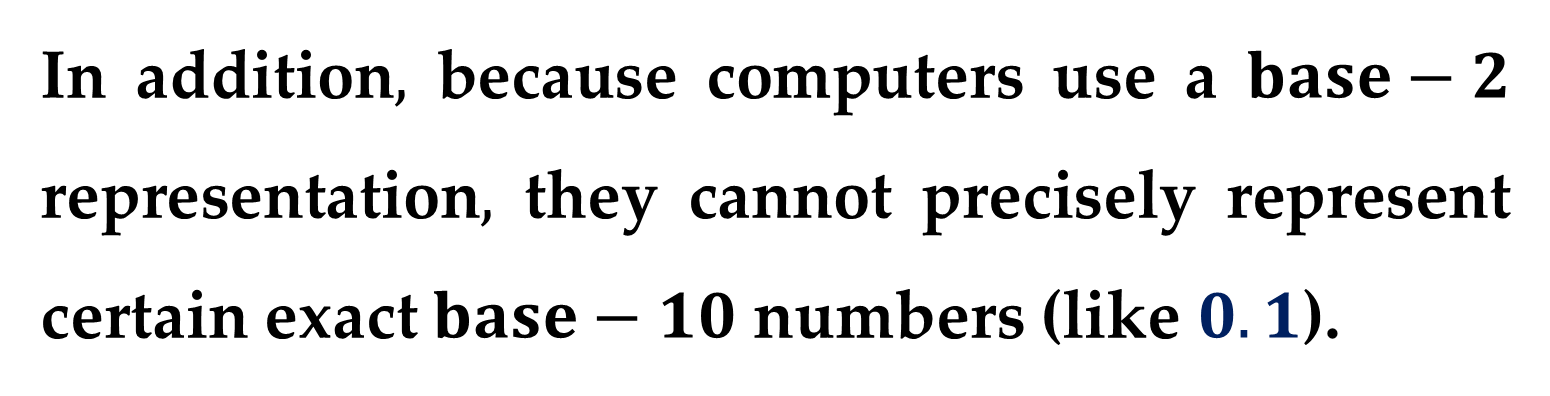 In addition, because computers use a base − 2
representation, they cannot precisely represent
certain exact base − 10 numbers (like 0. 1).